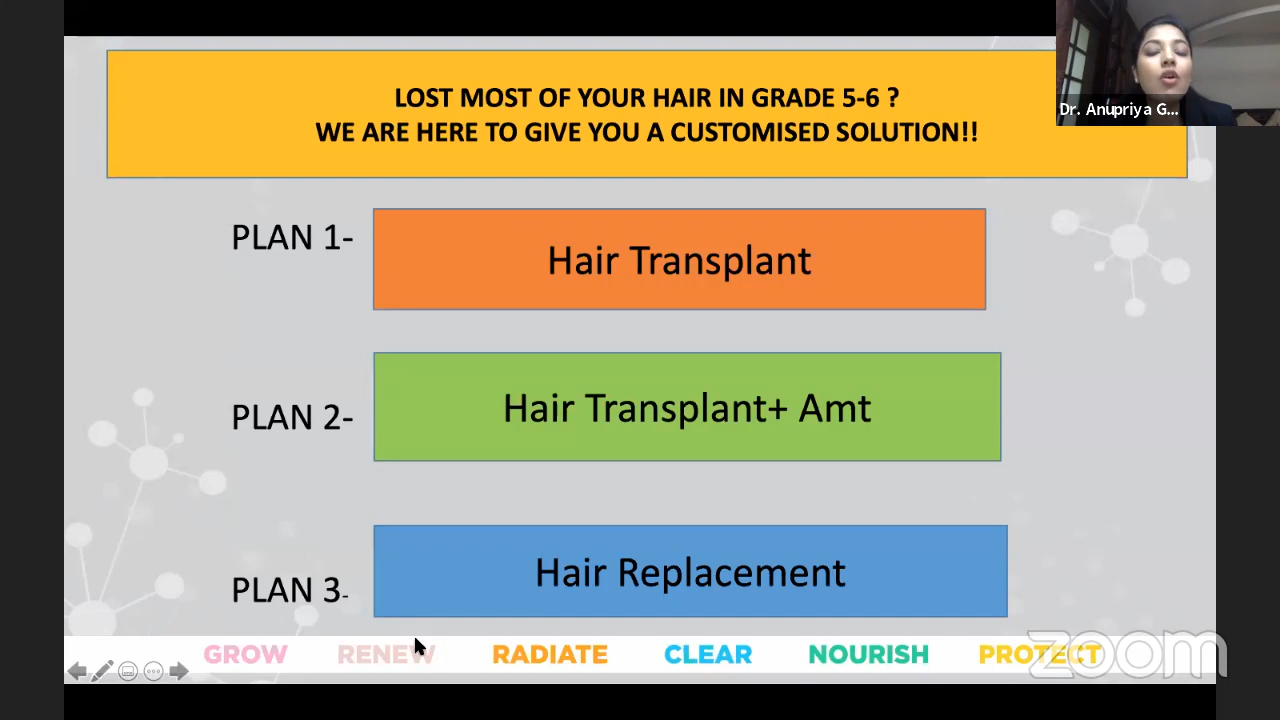 LOST MOST OF YOUR HAIR IN GRADE 5-6 ?
WE ARE HERE TO GIVE YOU A CUSTOMISED SOLUTION!!
Dr. Anupriya G...
PLAN 1-
Hair Transplant
PLAN 2-
Hair Transplant+ Amt
PLAN 3-
Hair Replacement
GROW RENEW RADIATE CLEAR NOURISH PROTECT
zoom